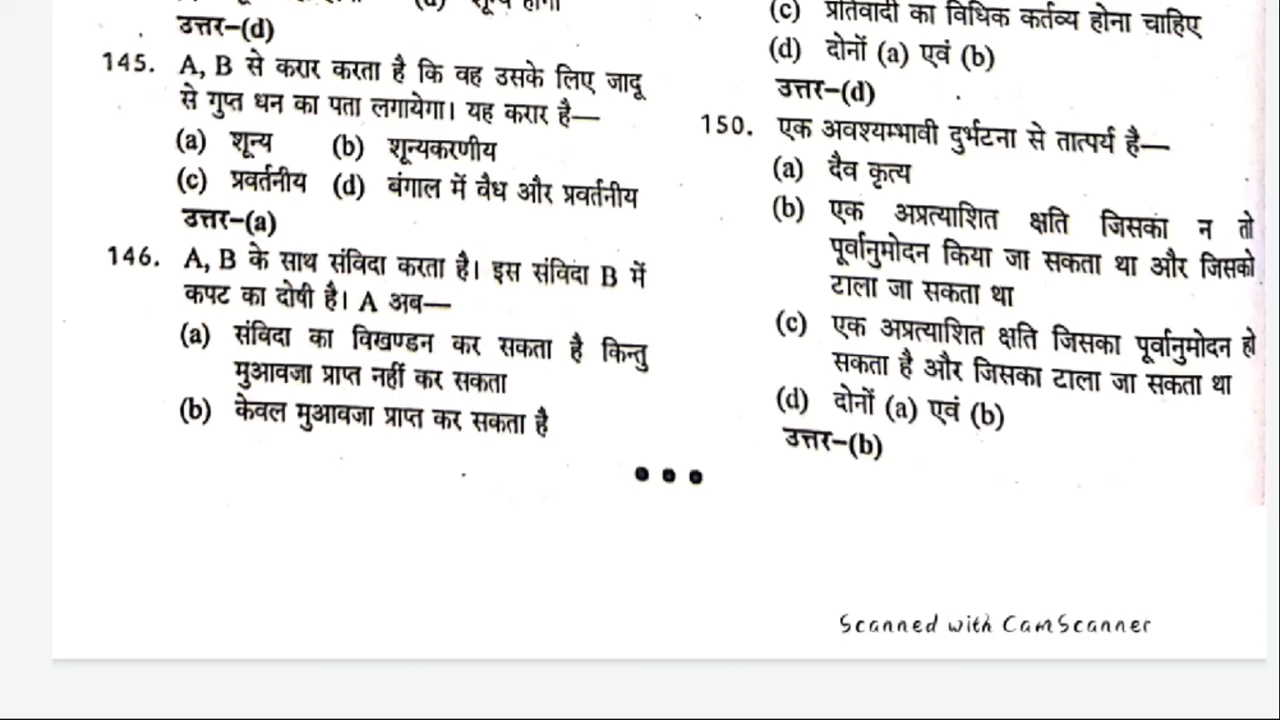 (d) शून्य होगा
उत्तर–(d)
145. A, B से करार करता है कि वह उसके लिए जादू
से गुप्त धन का पता लगायेगा। यह करार है—
(a) शून्य (b) शून्यकरणीय
(c) प्रवर्तनीय (d) बंगाल में वैध और प्रवर्तनीय
उत्तर–(a)
146. A, B के साथ संविदा करता है। इस संविदा B में
कपट का दोषी है। A अब—
(a) संविदा का विखण्डन कर सकता है किन्तु
मुआवजा प्राप्त नहीं कर सकता
(b) केवल मुआवजा प्राप्त कर सकता है
(c) प्रतिवादी का विधिक कर्तव्य होना चाहिए
(d) दोनों (a) एवं (b)
उत्तर–(d)
150. एक अवश्यम्भावी दुर्भटना से तात्पर्य है—
(a) दैव कृत्य
(b) एक अप्रत्याशित क्षति जिसका न तो
पूर्वानुमोदन किया जा सकता था और जिसको
टाला जा सकता था
(c) एक अप्रत्याशित क्षति जिसका पूर्वानुमोदन हो
सकता है और जिसका टाला जा सकता था
(d) दोनों (a) एवं (b)
उत्तर–(b)
Scanned with CamScanner